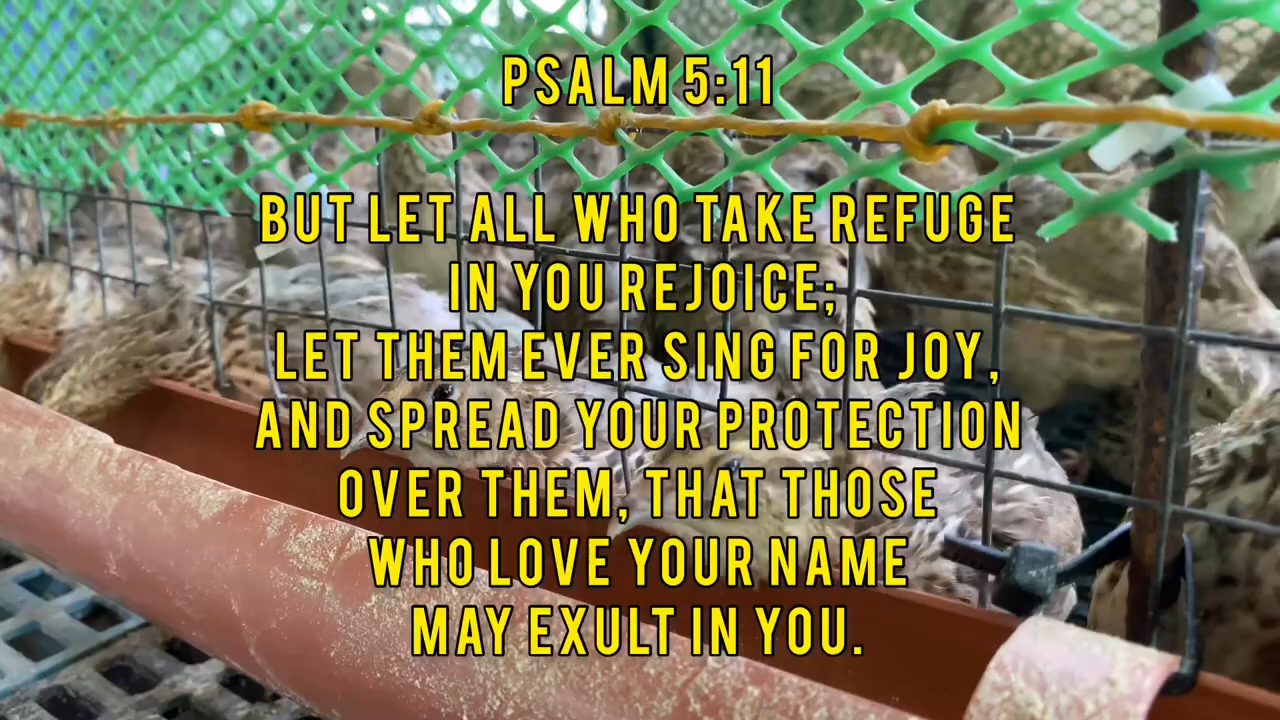 PSALM 5:11
BUT LET ALL WHO TAKE REFUGE
IN YOU REJOICE;
LET THEM EVER SING FOR JOY,
AND SPREAD YOUR PROTECTION
OVER THEM, THAT THOSE
WHO LOVE YOUR NAME
MAY EXULT IN YOU.